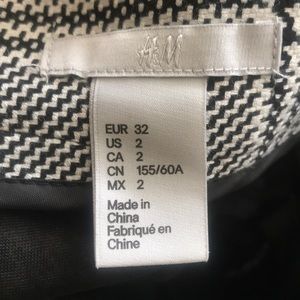 H&M
EUR 32
US 2
CA 2
CN 155/60A
MX 2
Made in
China
Fabriqué en
Chine